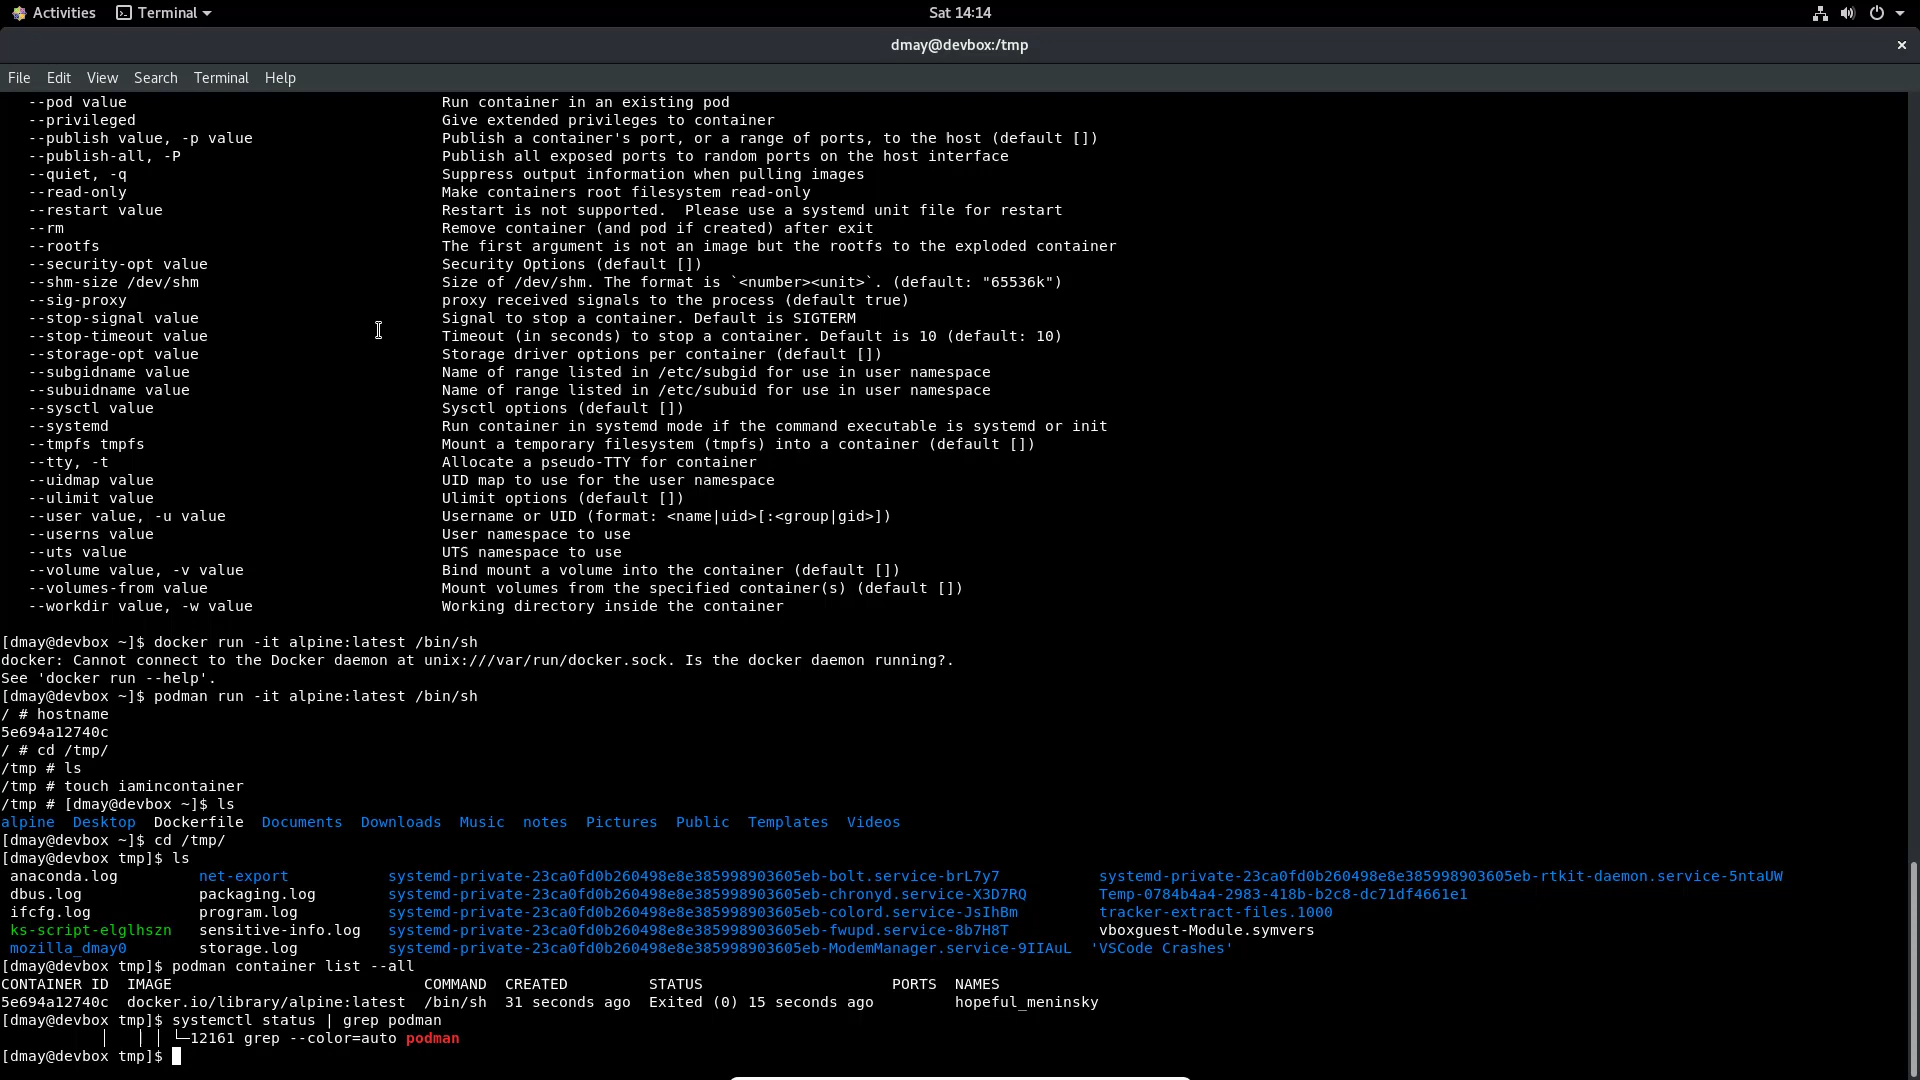 Activities Terminal Sat 14:14
dmay@devbox:/tmp ×
File Edit View Search Terminal Help
--pod value Run container in an existing pod
--privileged Give extended privileges to container
--publish value, -p value Publish a container's port, or a range of ports, to the host (default [])
--publish-all, -P Publish all exposed ports to random ports on the host interface
--quiet, -q Suppress output information when pulling images
--read-only Make containers root filesystem read-only
--restart value Restart is not supported.  Please use a systemd unit file for restart
--rm Remove container (and pod if created) after exit
--rootfs The first argument is not an image but the rootfs to the exploded container
--security-opt value Security Options (default [])
--shm-size /dev/shm Size of /dev/shm. The format is `<number><unit>`. (default: "65536k")
--sig-proxy proxy received signals to the process (default true)
--stop-signal value Signal to stop a container. Default is SIGTERM
--stop-timeout value Timeout (in seconds) to stop a container. Default is 10 (default: 10)
--storage-opt value Storage driver options per container (default [])
--subgidname value Name of range listed in /etc/subgid for use in user namespace
--subuidname value Name of range listed in /etc/subuid for use in user namespace
--sysctl value Sysctl options (default [])
--systemd Run container in systemd mode if the command executable is systemd or init
--tmpfs tmpfs Mount a temporary filesystem (tmpfs) into a container (default [])
--tty, -t Allocate a pseudo-TTY for container
--uidmap value UID map to use for the user namespace
--ulimit value Ulimit options (default [])
--user value, -u value Username or UID (format: <name|uid>[:<group|gid>])
--userns value User namespace to use
--uts value UTS namespace to use
--volume value, -v value Bind mount a volume into the container (default [])
--volumes-from value Mount volumes from the specified container(s) (default [])
--workdir value, -w value Working directory inside the container
[dmay@devbox ~]$ docker run -it alpine:latest /bin/sh
docker: Cannot connect to the Docker daemon at unix:///var/run/docker.sock. Is the docker daemon running?.
See 'docker run --help'.
[dmay@devbox ~]$ podman run -it alpine:latest /bin/sh
/ # hostname
5e694a12740c
/ # cd /tmp/
/tmp # ls
/tmp # touch iamincontainer
/tmp # [dmay@devbox ~]$ ls
alpine Desktop Dockerfile Documents Downloads Music notes Pictures Public Templates Videos
[dmay@devbox ~]$ cd /tmp/
[dmay@devbox tmp]$ ls
anaconda.log net-export systemd-private-23ca0fd0b260498e8e385998903605eb-bolt.service-brL7y7 systemd-private-23ca0fd0b260498e8e385998903605eb-rtkit-daemon.service-5ntaUW
dbus.log packaging.log systemd-private-23ca0fd0b260498e8e385998903605eb-chronyd.service-X3D7RQ Temp-0784b4a4-2983-418b-b2c8-dc71df4661e1
ifcfg.log program.log systemd-private-23ca0fd0b260498e8e385998903605eb-colord.service-JsIhBm tracker-extract-files.1000
ks-script-elglhszn sensitive-info.log systemd-private-23ca0fd0b260498e8e385998903605eb-fwupd.service-8b7H8T vboxguest-Module.symvers
mozilla_dmay0 storage.log systemd-private-23ca0fd0b260498e8e385998903605eb-ModemManager.service-9IIAuL 'VSCode Crashes'
[dmay@devbox tmp]$ podman container list --all
CONTAINER ID IMAGE COMMAND CREATED STATUS PORTS NAMES
5e694a12740c docker.io/library/alpine:latest /bin/sh 31 seconds ago Exited (0) 15 seconds ago hopeful_meninsky
[dmay@devbox tmp]$ systemctl status | grep podman
│ │ │ └─12161 grep --color=auto podman
[dmay@devbox tmp]$